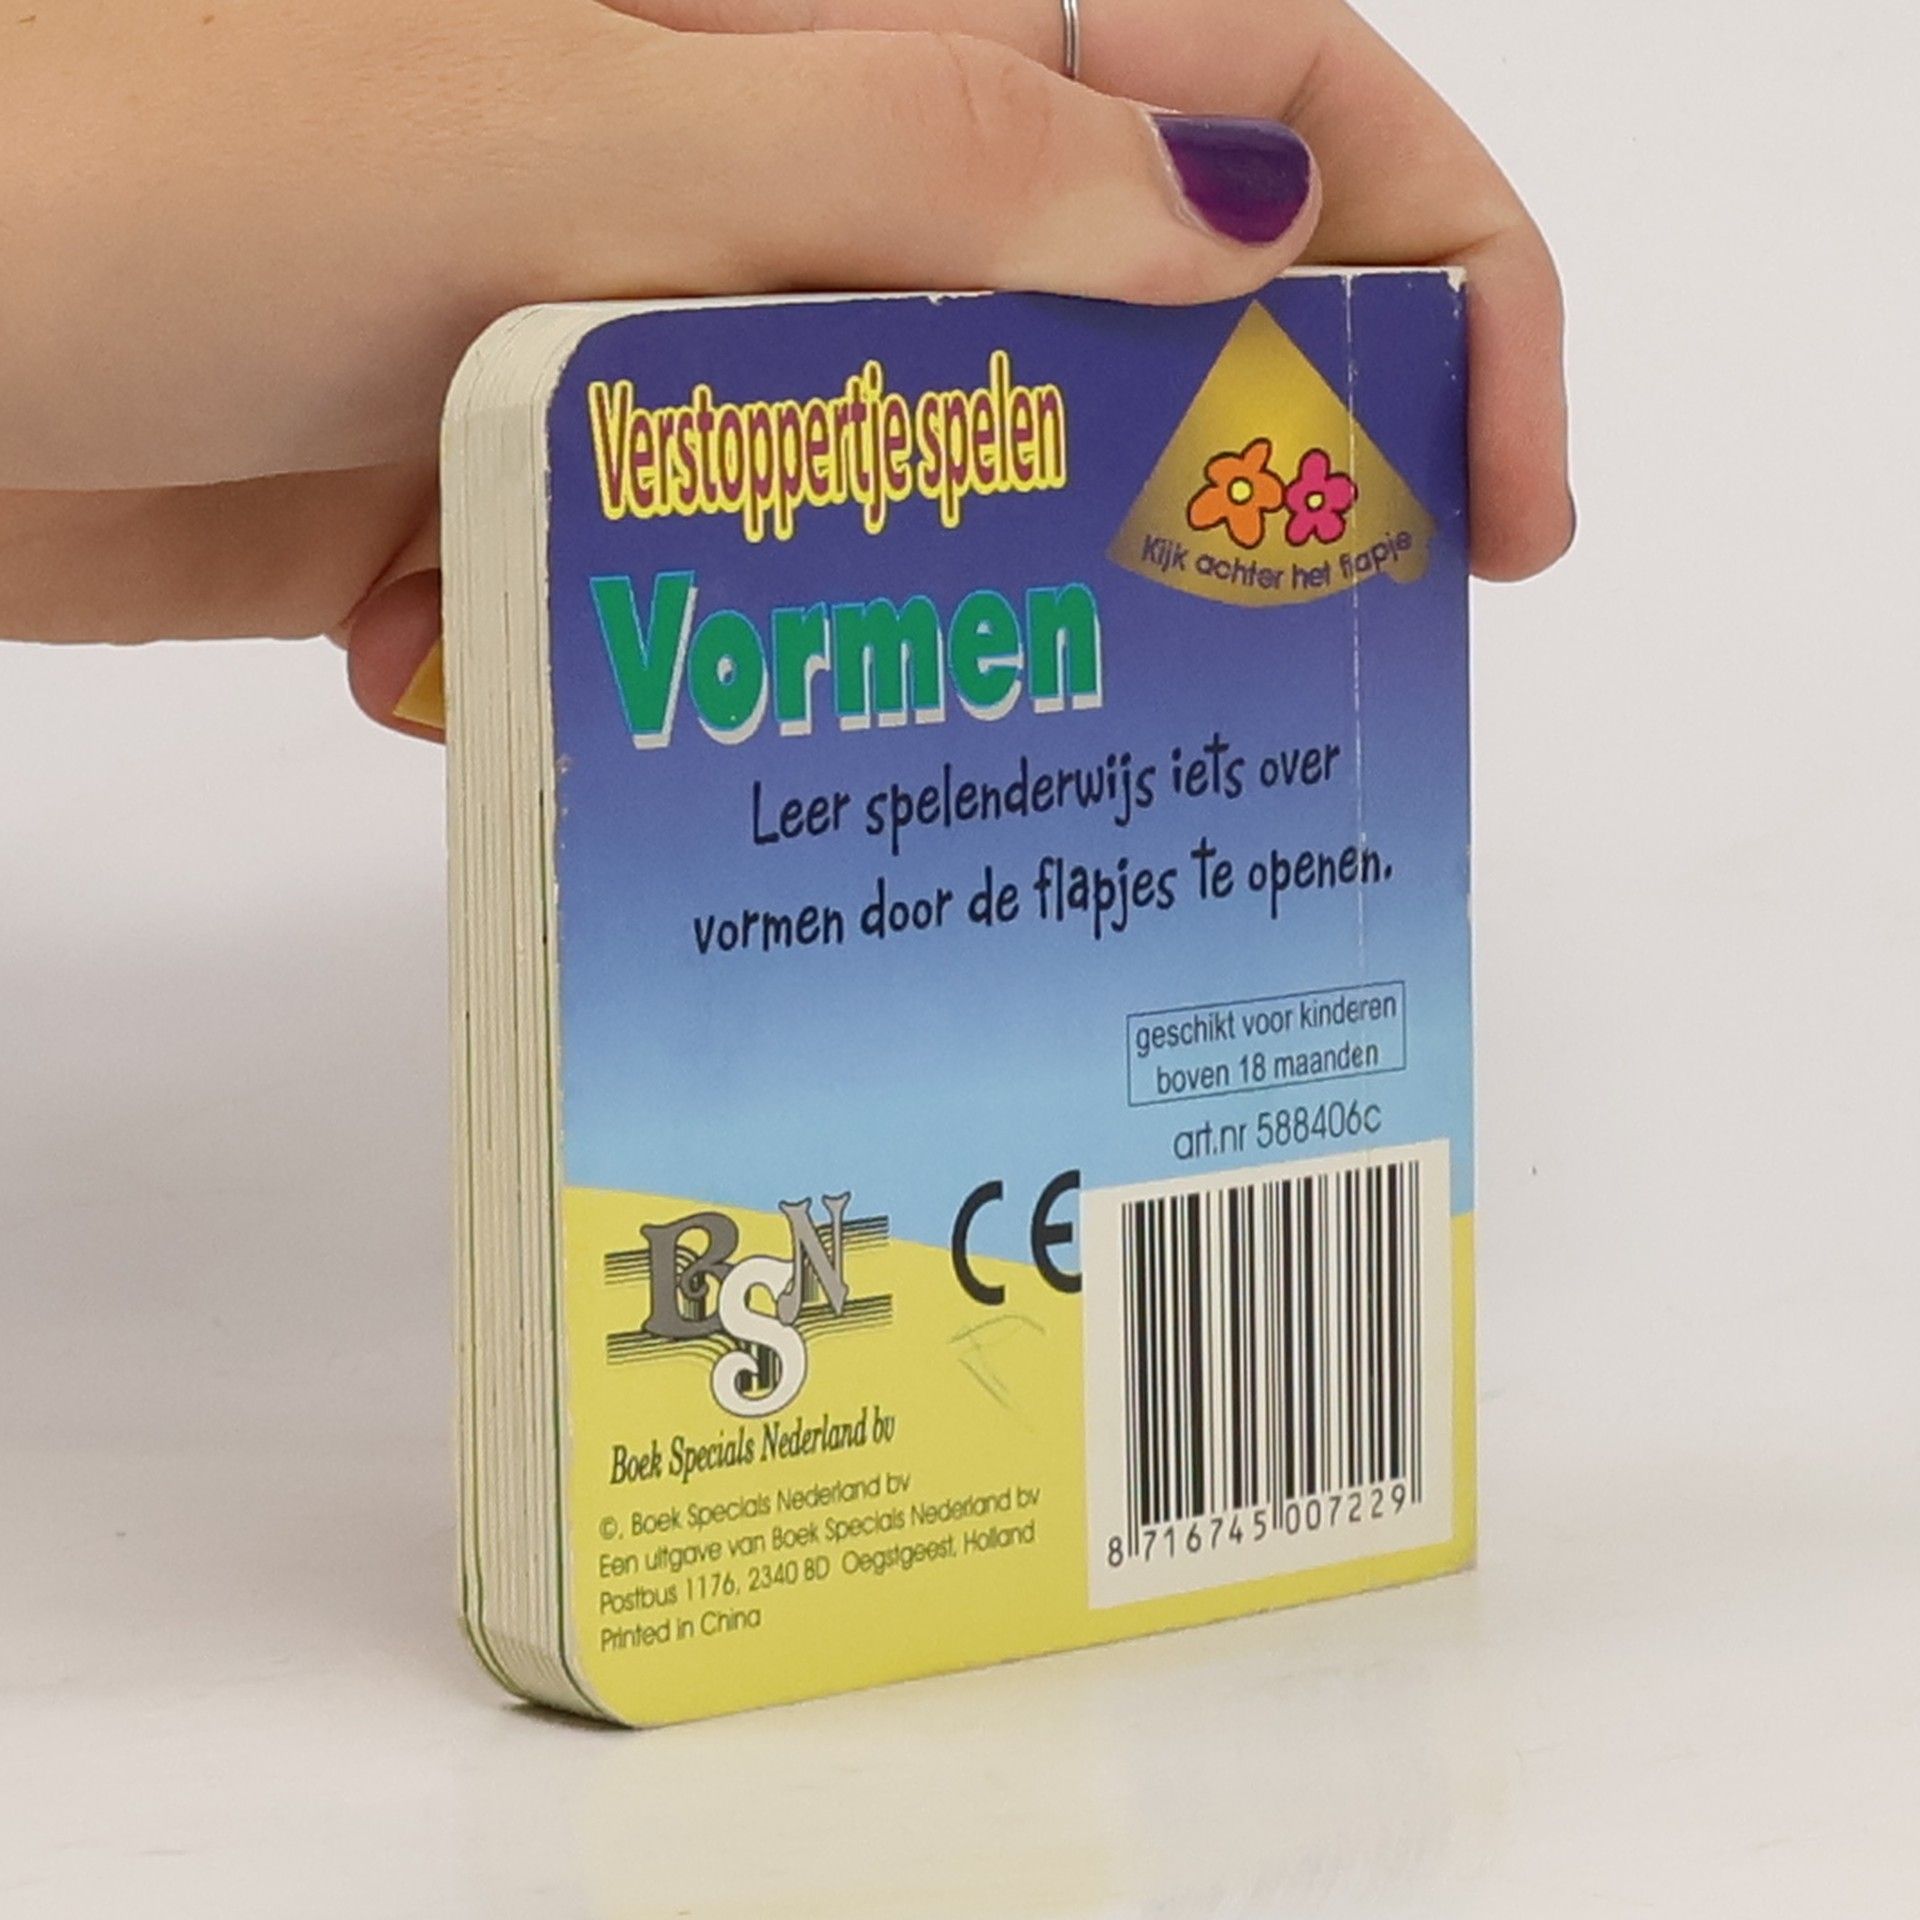 Verstoppertje spelen
Kijk achter het flapje
Vormen
Leer spelenderwijs iets over
vormen door de flapjes te openen.
geschikt voor kinderen
boven 18 maanden
art.nr 588406c
BSN
CE
Boek Specials Nederland bv
©. Boek Specials Nederland bv
Een uitgave van Boek Specials Nederland bv
Postbus 1176, 2340 BD Oegstgeest, Holland
Printed in China
8 716745 007229